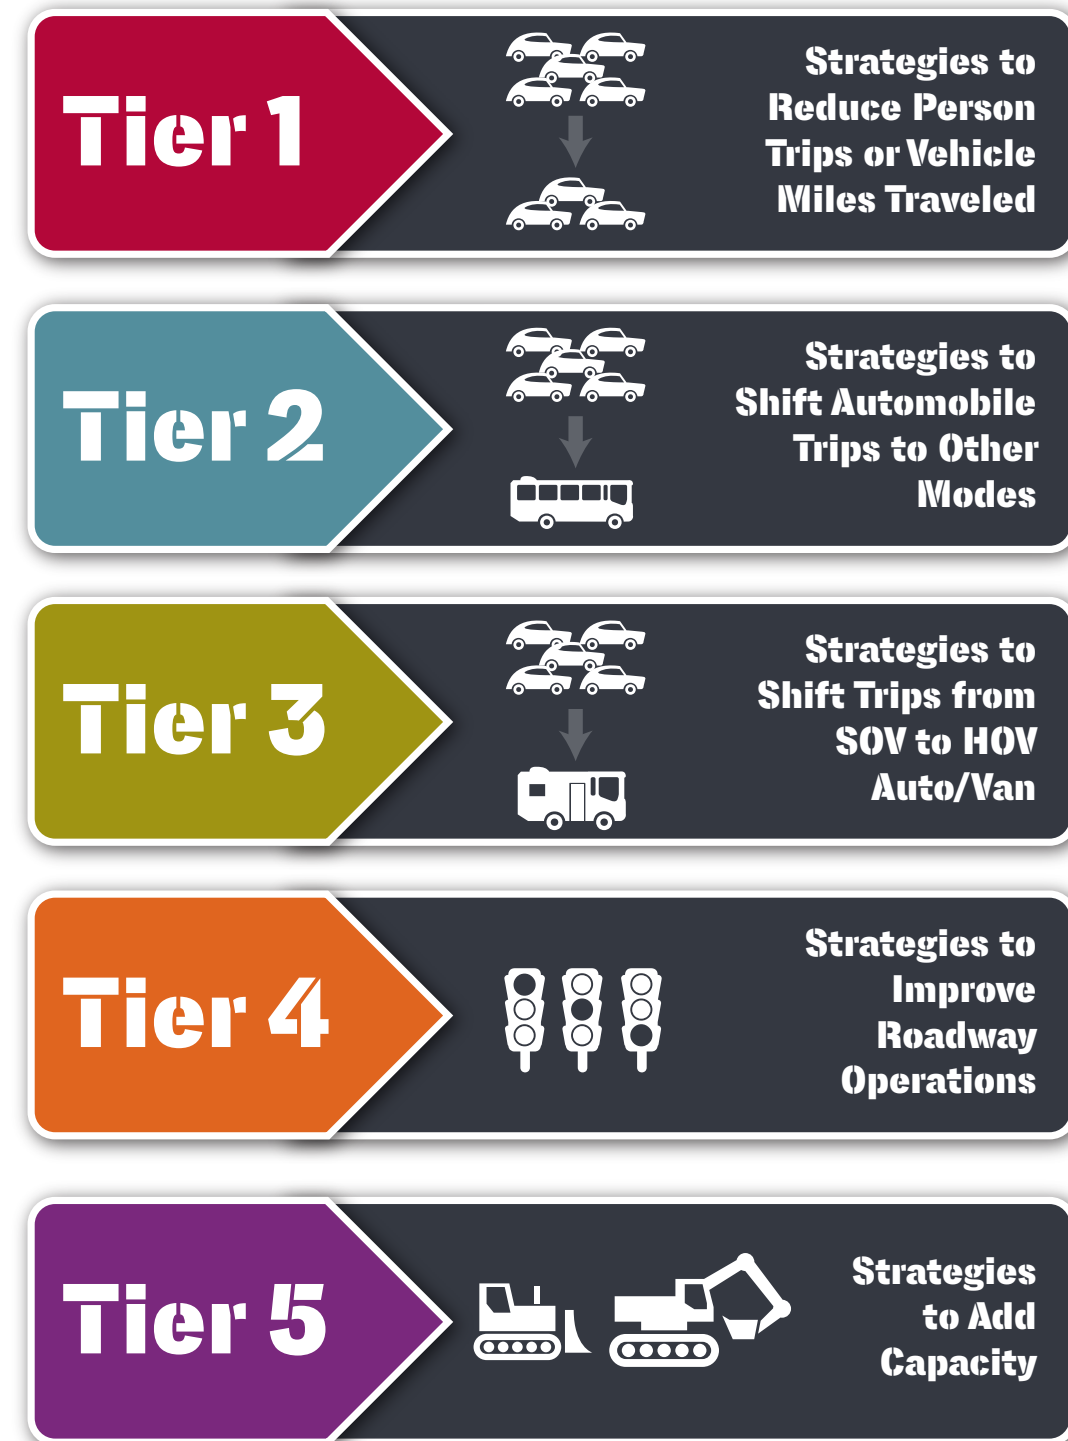 Tier 1
Strategies to
Reduce Person
Trips or Vehicle
Miles Traveled
Tier 2
Strategies to
Shift Automobile
Trips to Other
Modes
Tier 3
Strategies to
Shift Trips from
SOV to HOV
Auto/Van
Tier 4
Strategies to
Improve
Roadway
Operations
Tier 5
Strategies
to Add
Capacity